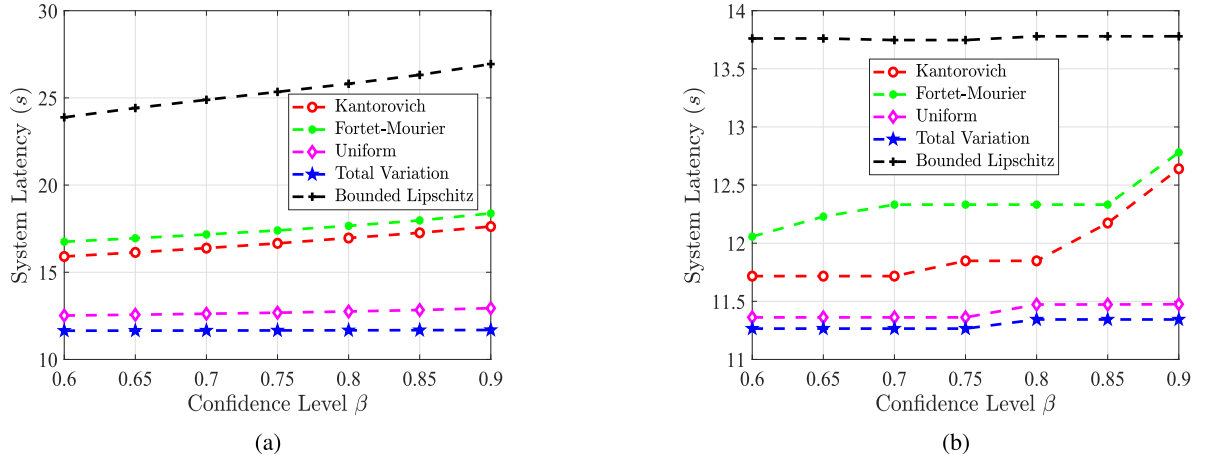 30
25
20
15
10
System Latency (s)
Kantorovich
Fortet-Mourier
Uniform
Total Variation
Bounded Lipschitz
0.6 0.65 0.7 0.75 0.8 0.85 0.9
Confidence Level β
(a)
14
13.5
13
12.5
12
11.5
11
System Latency (s)
Kantorovich
Fortet-Mourier
Uniform
Total Variation
Bounded Lipschitz
0.6 0.65 0.7 0.75 0.8 0.85 0.9
Confidence Level β
(b)